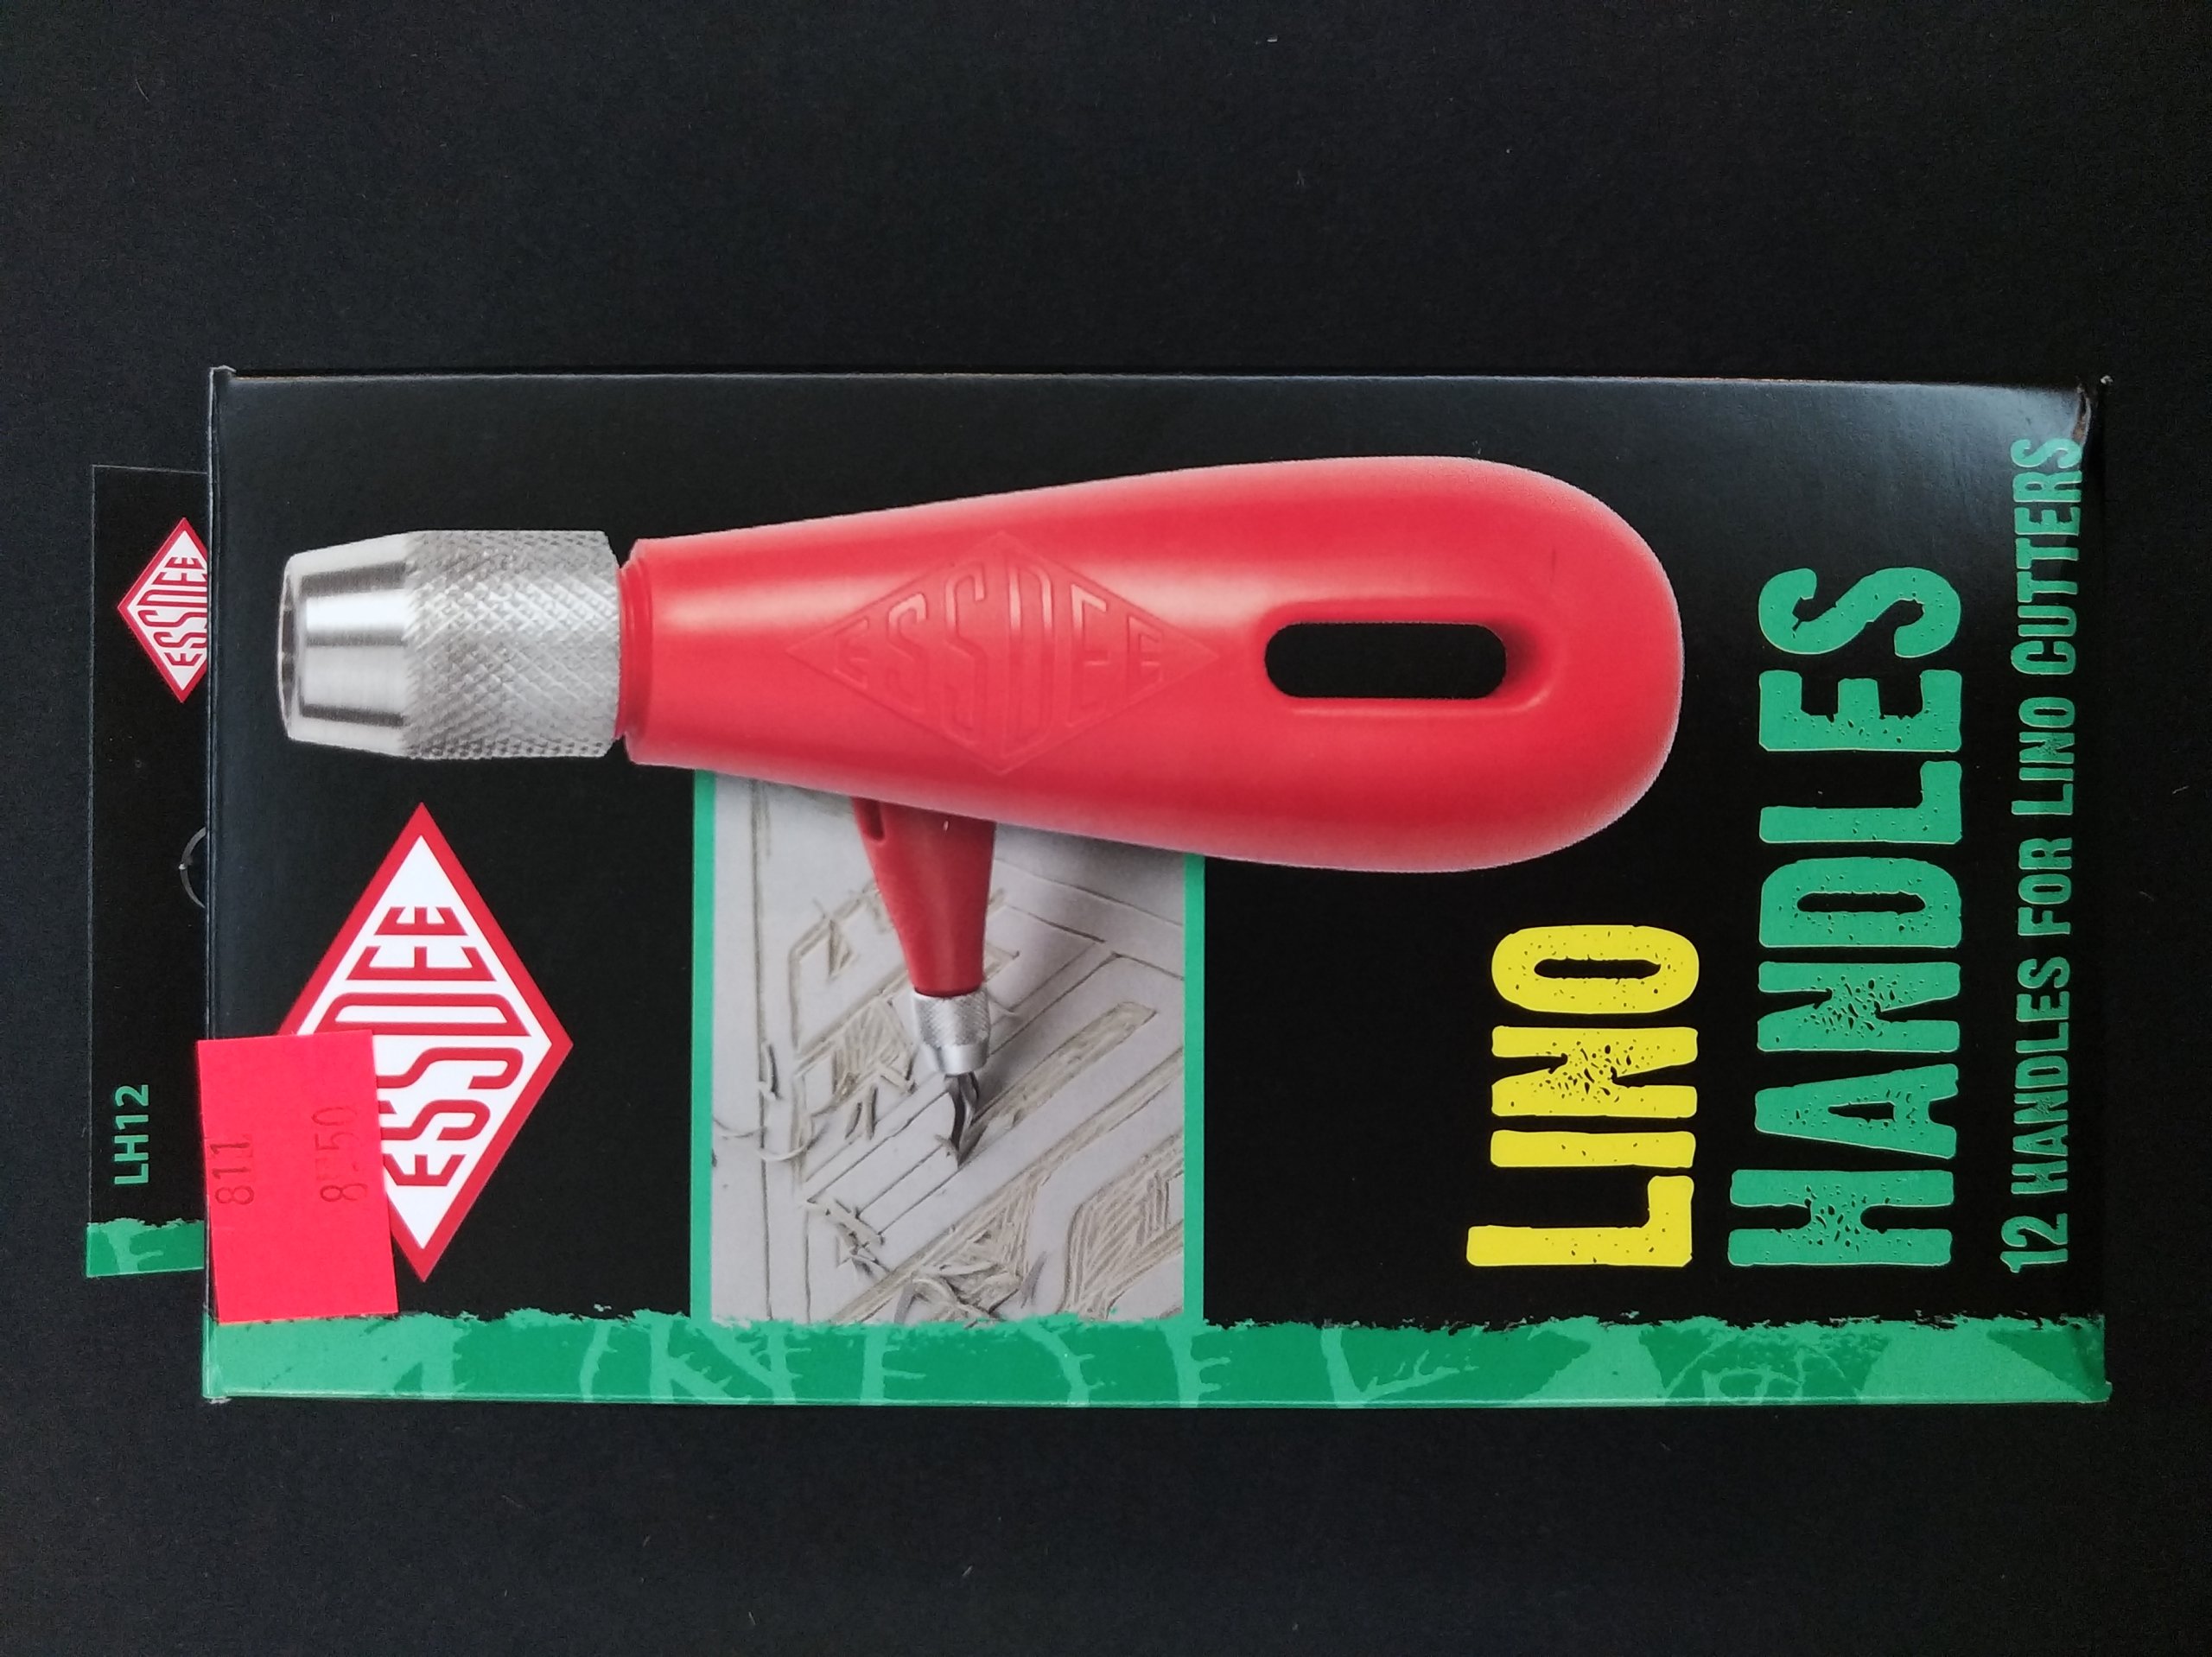 ESSDEE
LH12
811
8.50
ESSDEE
ESSDEE
LINO
HANDLES
12 HANDLES FOR LINO CUTTERS